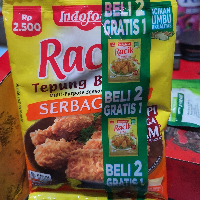 Rp
2.500
Indofood
Racik
Tepung
SERBAG
BELI 2
GRATIS 1
Racik
BELI 2
GRATIS 1
Racik
BELI 2
GRATIS 1
BUMBU